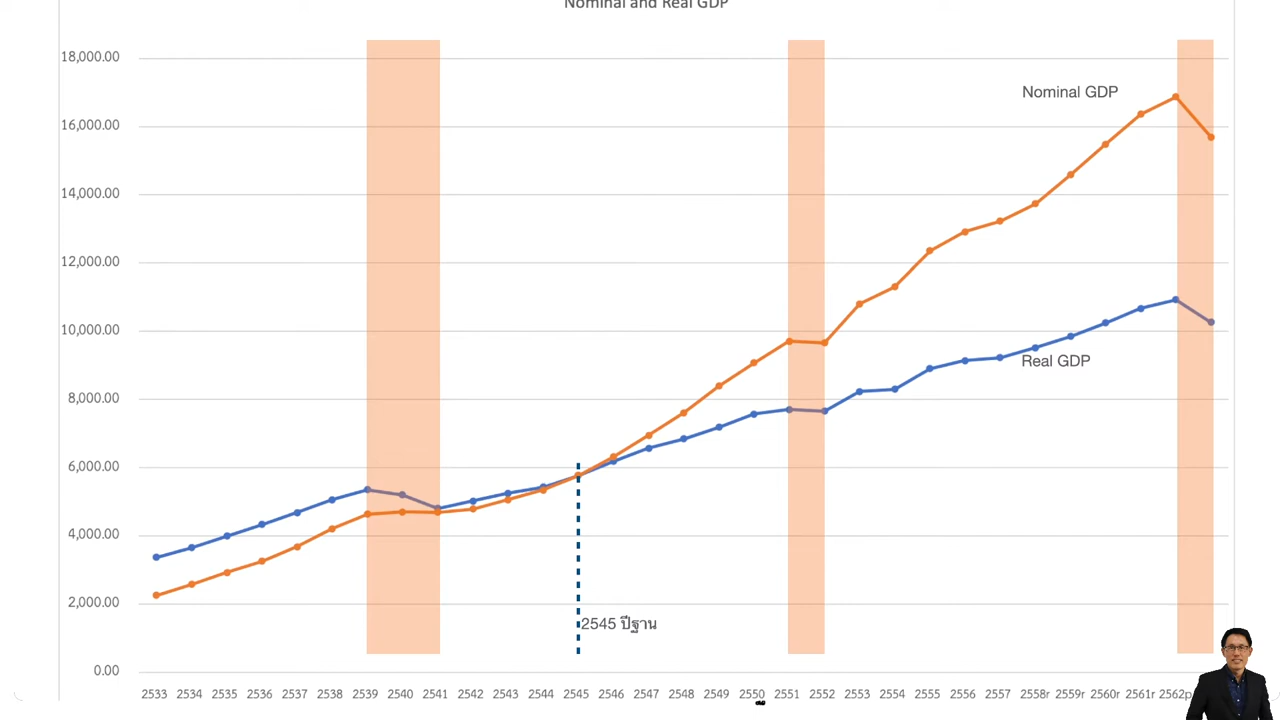 Nominal and Real GDP
18,000.00
Nominal GDP
16,000.00
14,000.00
12,000.00
10,000.00
Real GDP
8,000.00
6,000.00
4,000.00
2,000.00
2545 ปีฐาน
0.00
2533 2534 2535 2536 2537 2538 2539 2540 2541 2542 2543 2544 2545 2546 2547 2548 2549 2550 2551 2552 2553 2554 2555 2556 2557 2558r 2559r 2560r 2561r 2562p